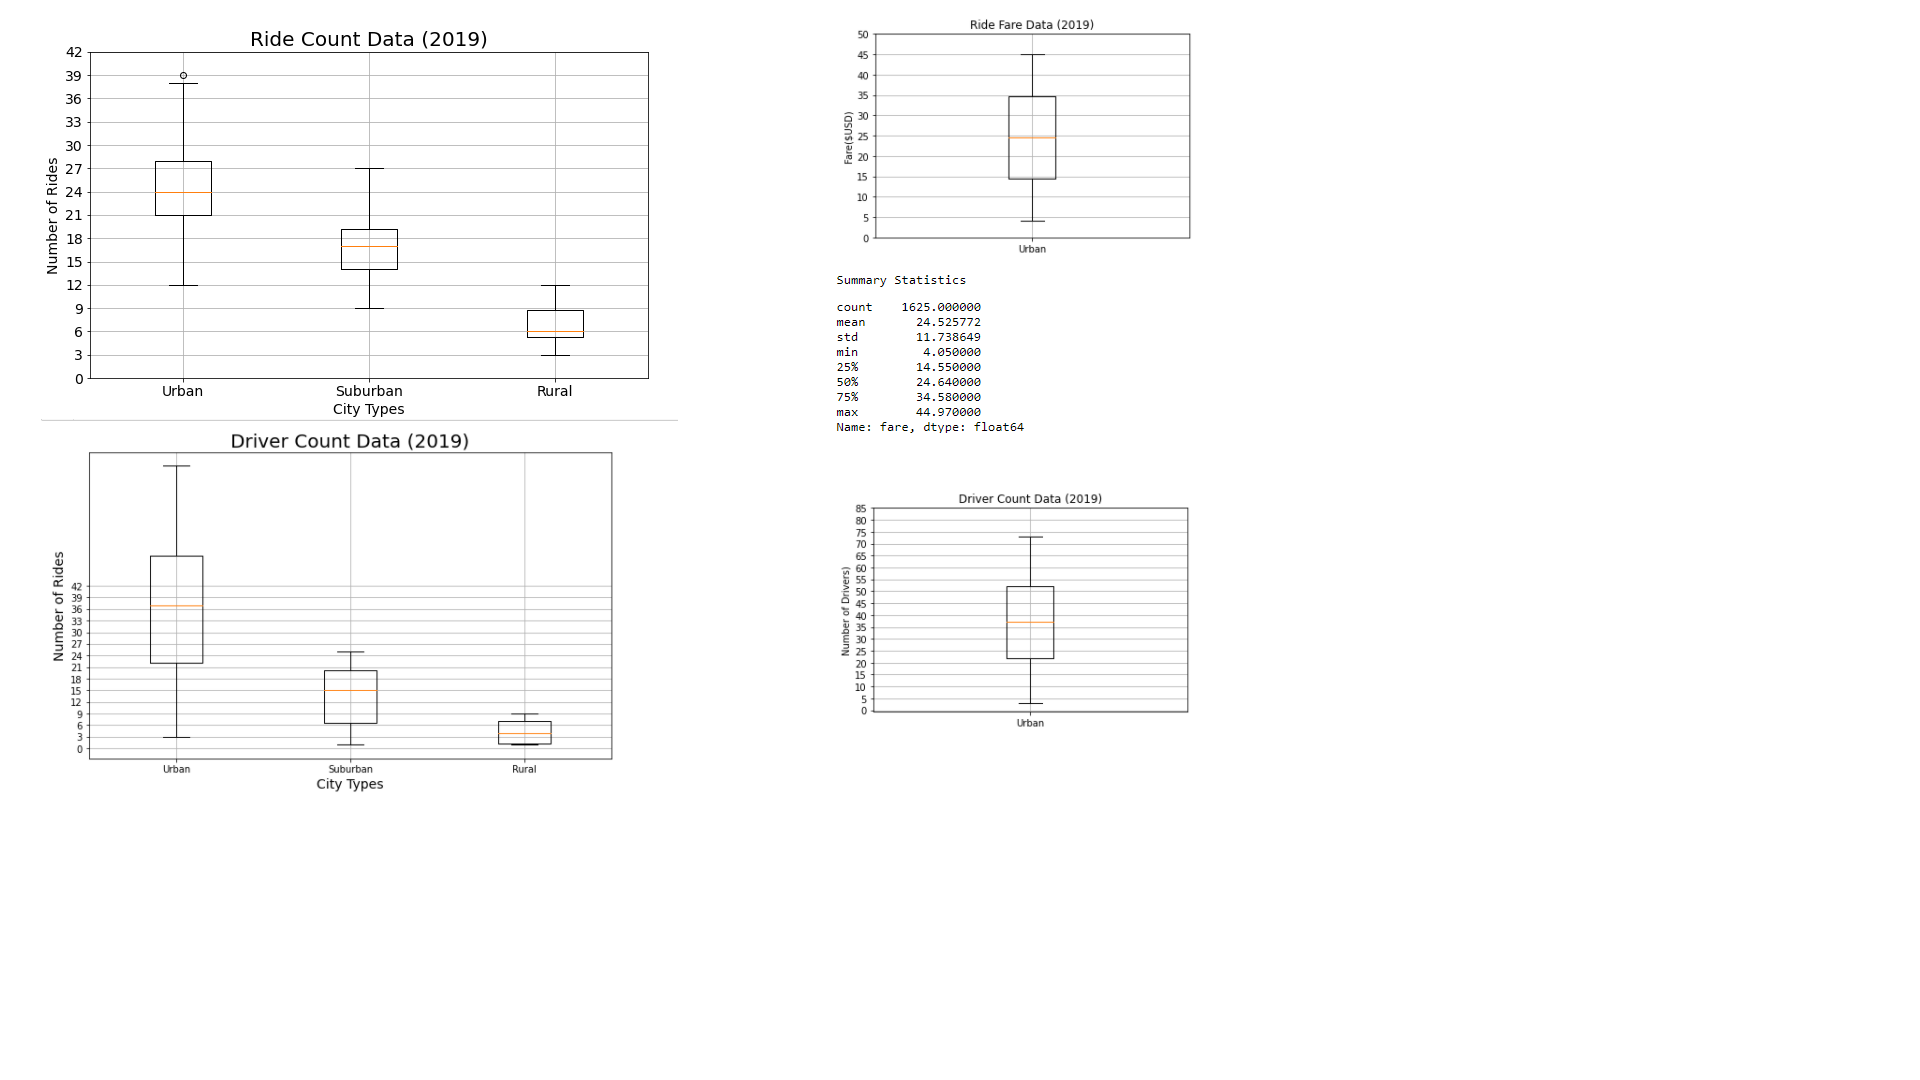 Ride Count Data (2019)
42
39
36
33
30
27
24
21
18
15
12
9
6
3
0
Number of Rides
Urban Suburban Rural
City Types
Driver Count Data (2019)
42
39
36
33
30
27
24
21
18
15
12
9
6
3
0
Number of Rides
Urban Suburban Rural
City Types
Ride Fare Data (2019)
50
45
40
35
30
25
20
15
10
5
0
Fare($USD)
Urban
Summary Statistics
count 1625.000000
mean 24.525772
std 11.738649
min 4.050000
25% 14.550000
50% 24.640000
75% 34.580000
max 44.970000
Name: fare, dtype: float64
Driver Count Data (2019)
85
80
75
70
65
60
55
50
45
40
35
30
25
20
15
10
5
0
Number of Drivers)
Urban